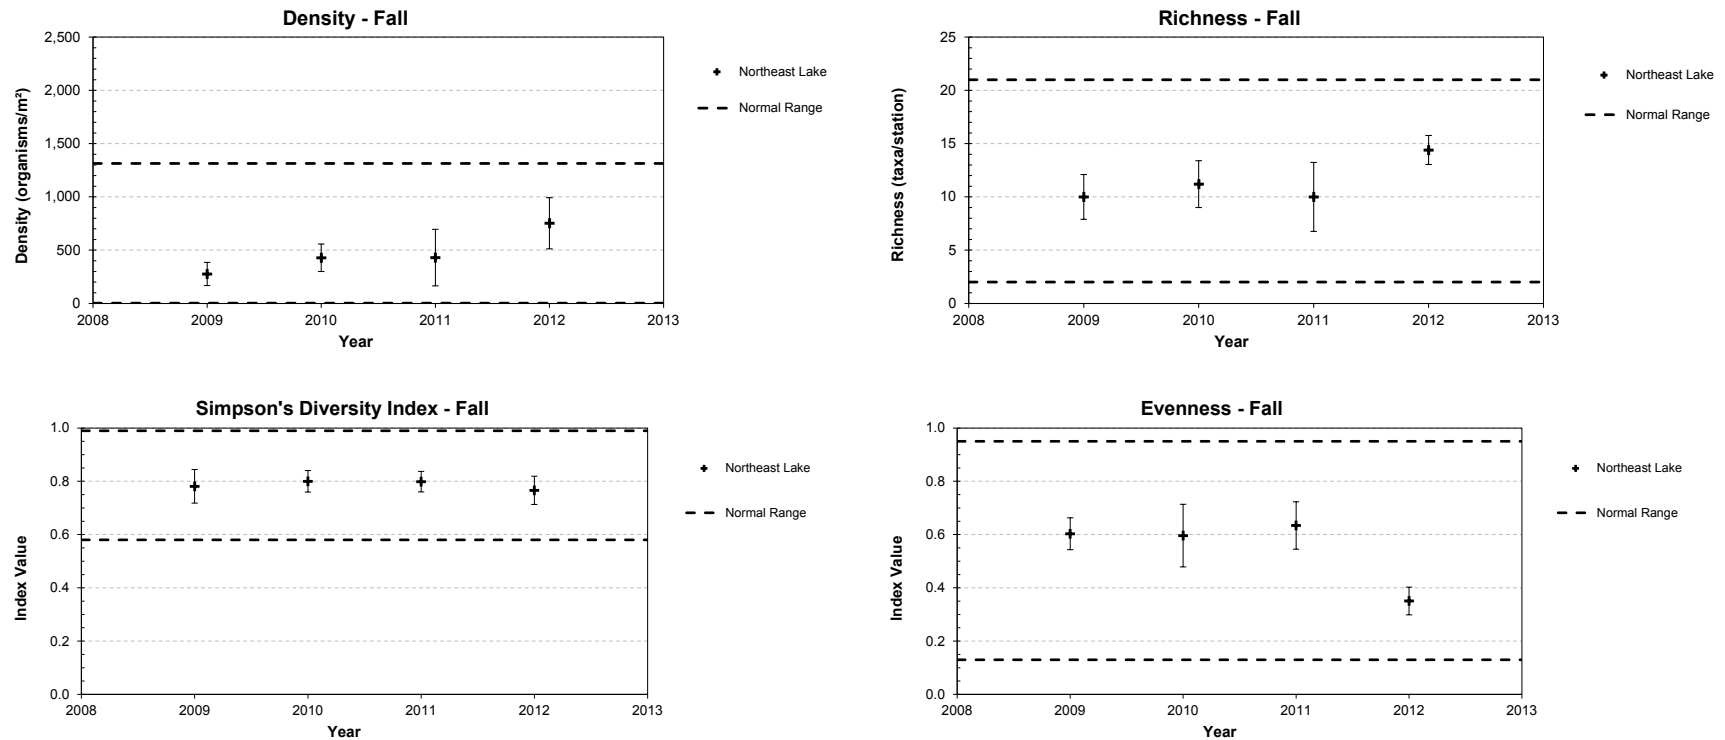 Density - Fall
2,500
2,000
1,500
1,000
500
0
2008 2009 2010 2011 2012 2013
Year
Density (organisms/m²)
Northeast Lake
Normal Range
Richness - Fall
25
20
15
10
5
0
2008 2009 2010 2011 2012 2013
Year
Richness (taxa/station)
Northeast Lake
Normal Range
Simpson's Diversity Index - Fall
1.0
0.8
0.6
0.4
0.2
0.0
2008 2009 2010 2011 2012 2013
Year
Index Value
Northeast Lake
Normal Range
Evenness - Fall
1.0
0.8
0.6
0.4
0.2
0.0
2008 2009 2010 2011 2012 2013
Year
Index Value
Northeast Lake
Normal Range